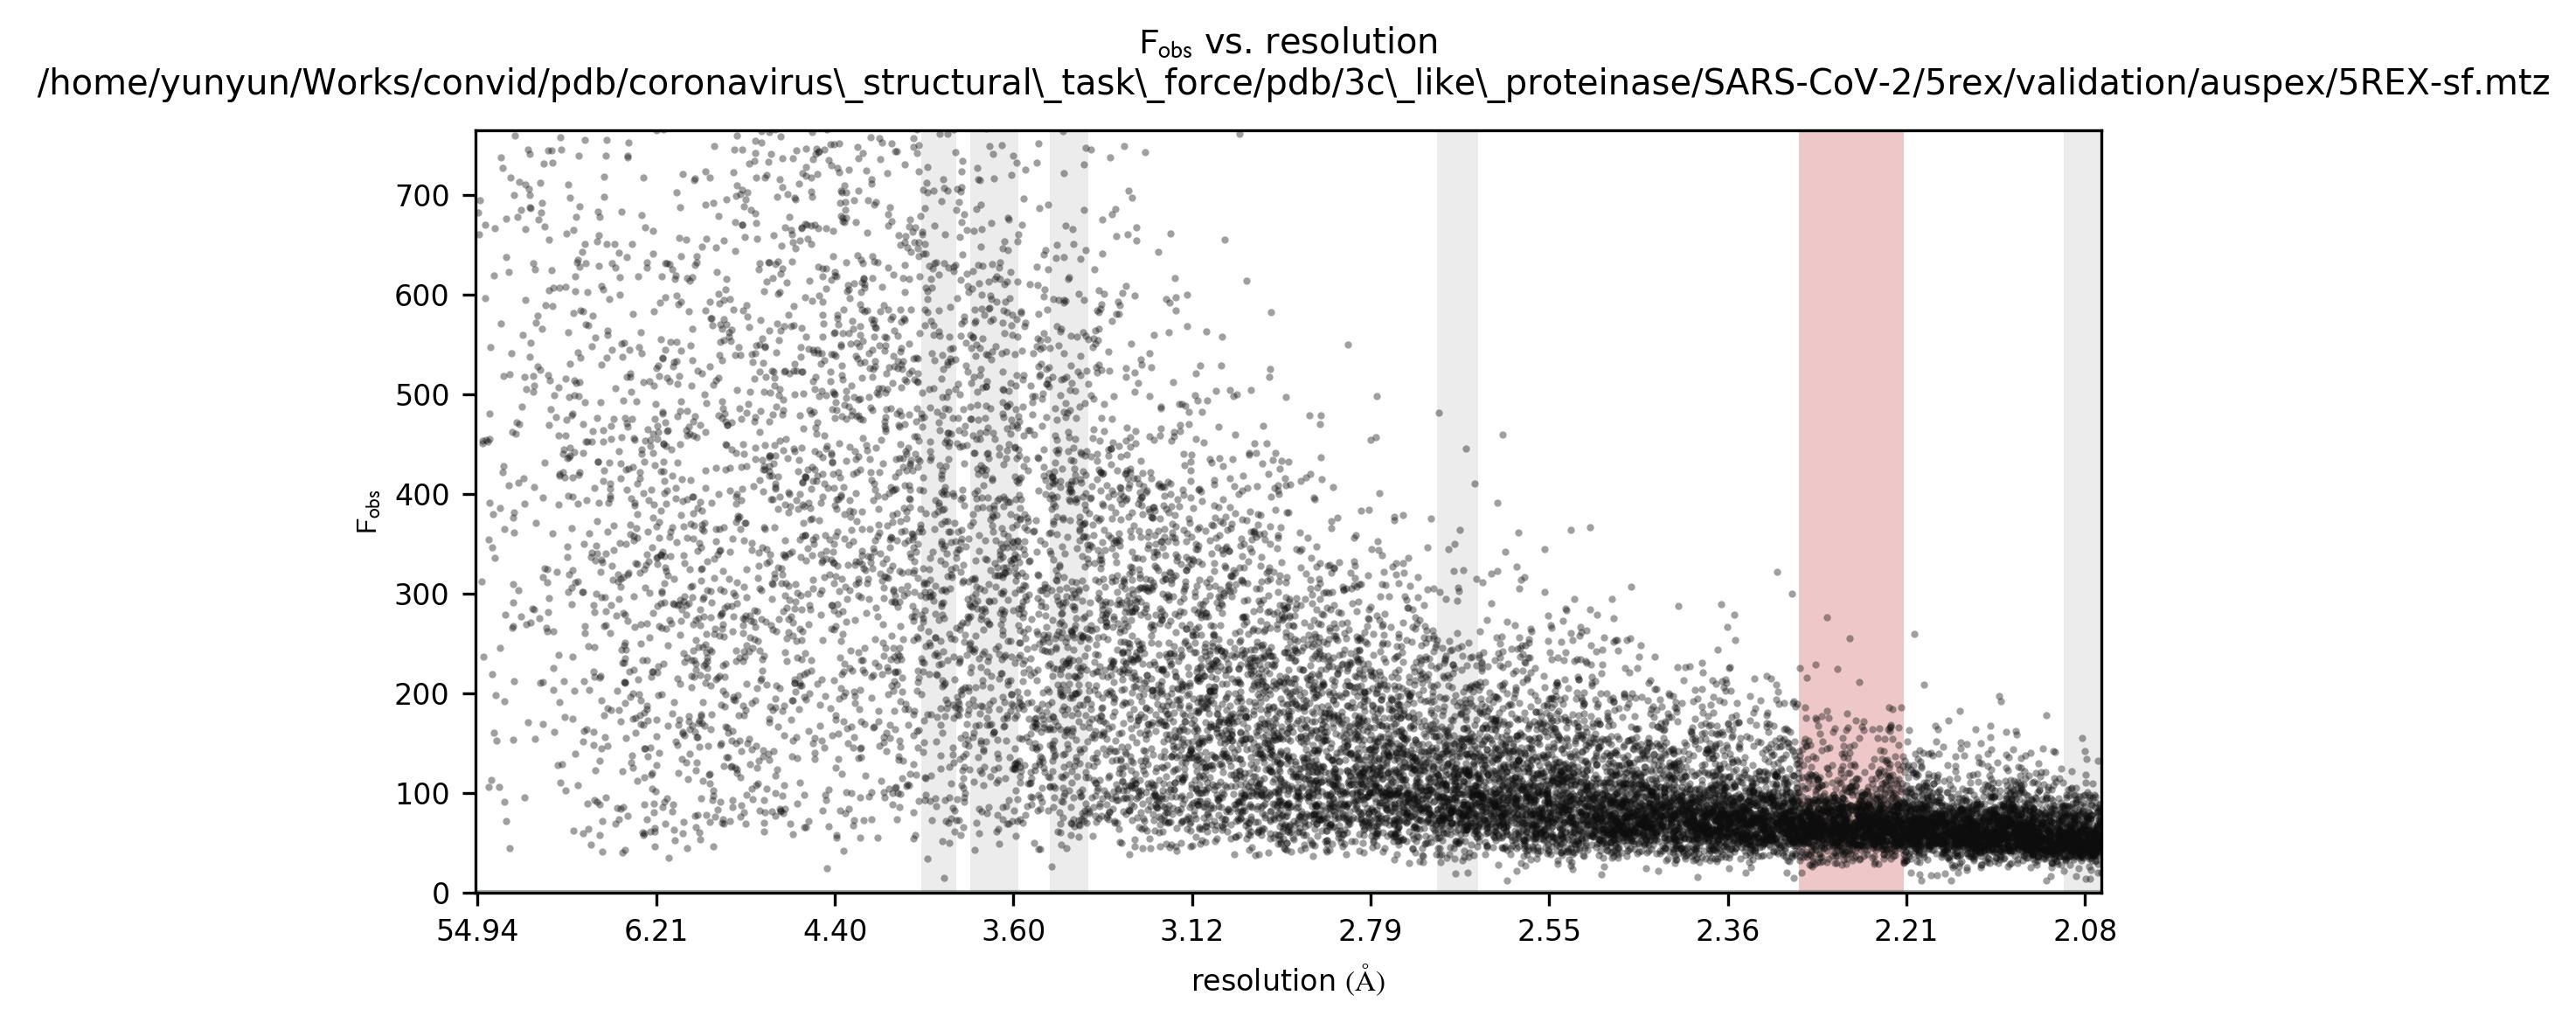 F_obs vs. resolution
/home/yunyun/Works/convid/pdb/coronavirus\_structural\_task\_force/pdb/3c\_like\_proteinase/SARS-CoV-2/5rex/validation/auspex/5REX-sf.mtz
700
600
500
400
300
200
100
0
F_obs
54.94 6.21 4.40 3.60 3.12 2.79 2.55 2.36 2.21 2.08
resolution (Å)